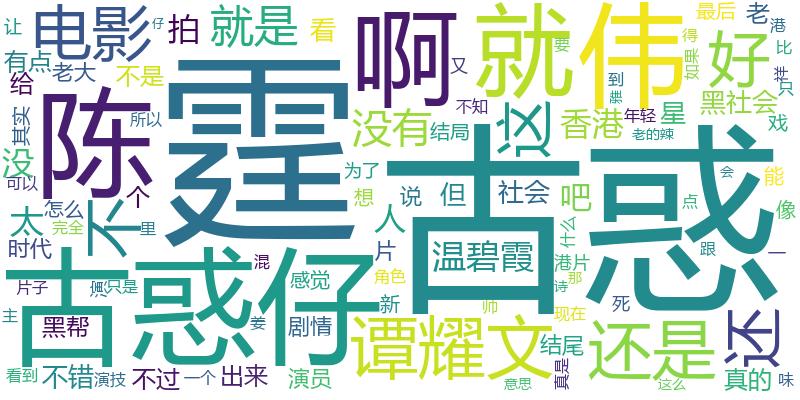 让 仔 电影 拍 就是 看 啊 就 伟 最后 老 港
有点 老大 不是 好 要 如果 得 比
给 霆 又 到 雅 拌 只
陈 其实 所以 不知 黑社会
没有 结局 这 香港 年轻 星 戏
没 可以 个 不 为了 老的辣 古惑
太 怎么 里 想 说 但 社会 吧 会 能
完全 人 什么 点 像
时代 古惑仔 片 温碧霞 港片 那 跟 一
片子 演 只是 混 感觉 角色 新 诗
主 黑帮 姜 剧情 谭耀文 帅 死 现在 还是 还
看到 不错 演技 不过 一个 出来 演员 意思 结尾 真是 这么 真的 味